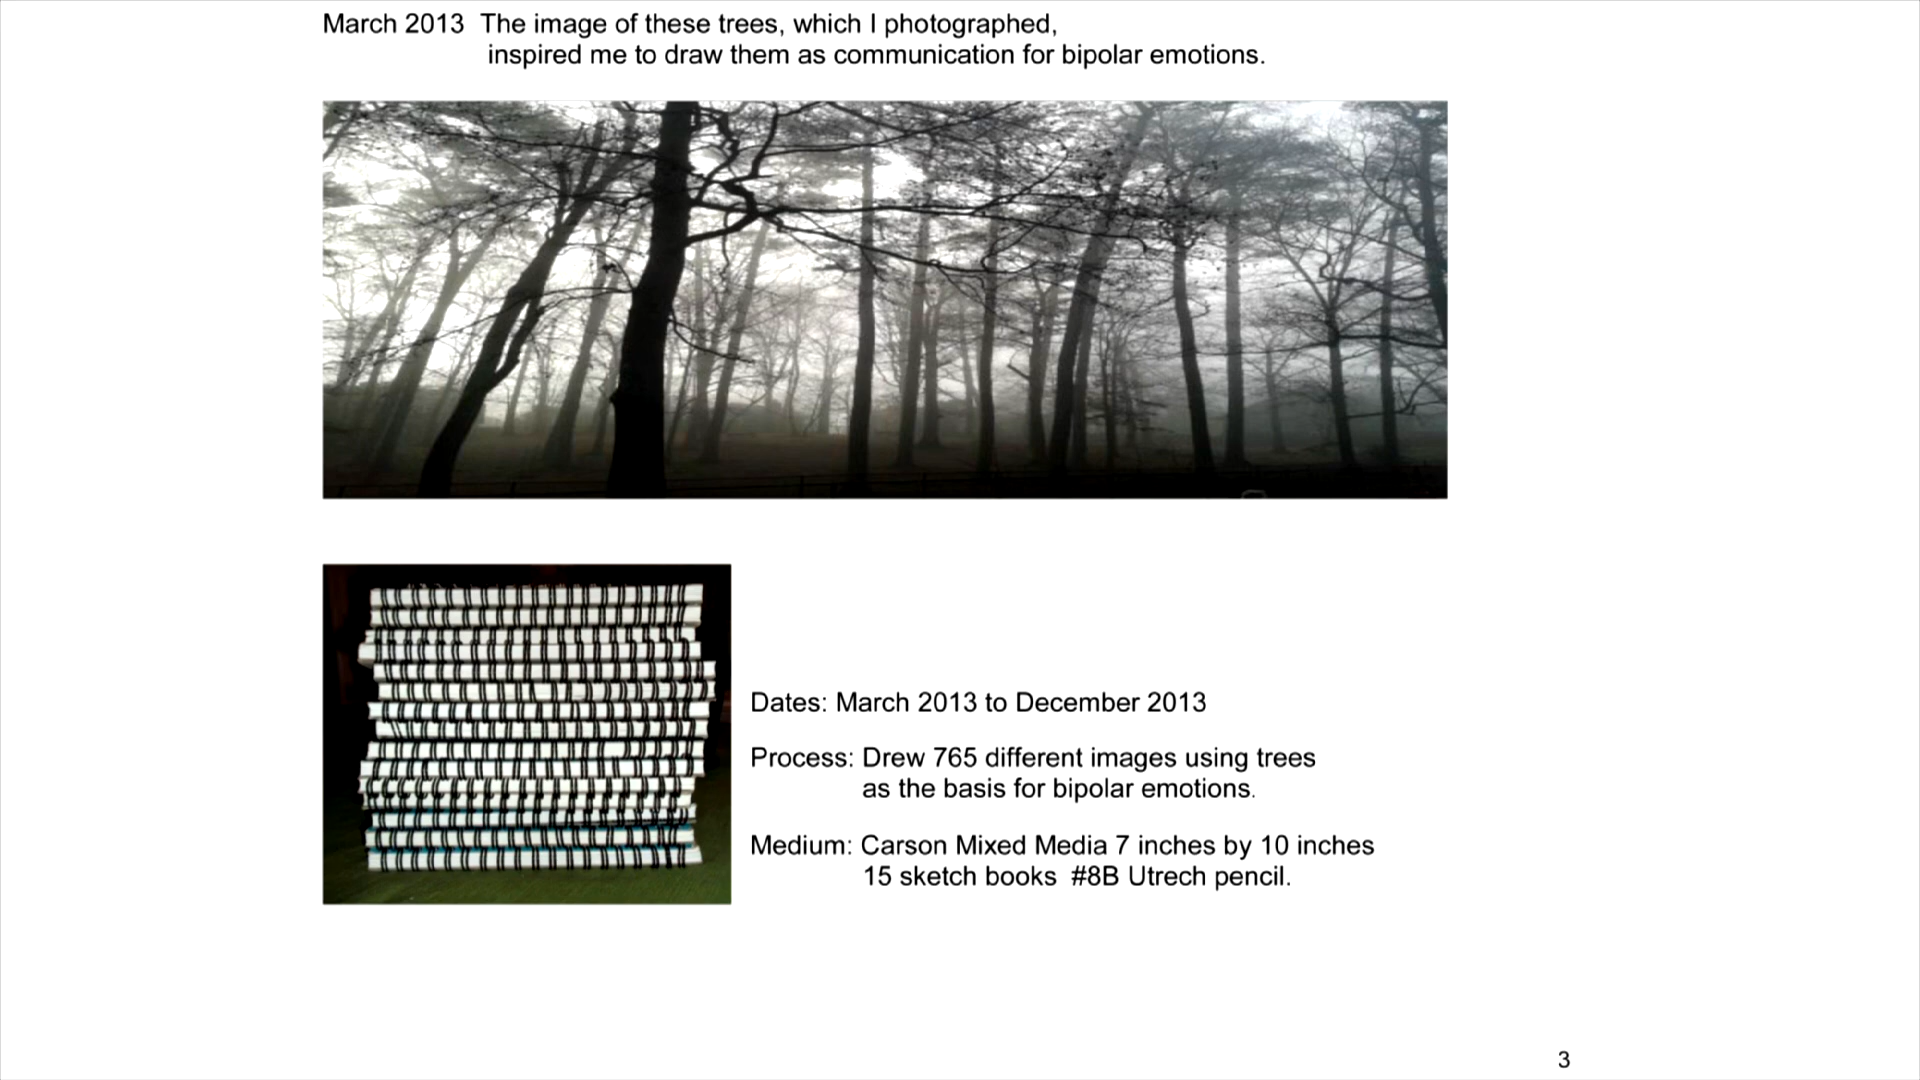 March 2013  The image of these trees, which I photographed,
inspired me to draw them as communication for bipolar emotions.
Dates: March 2013 to December 2013
Process: Drew 765 different images using trees
as the basis for bipolar emotions.
Medium: Carson Mixed Media 7 inches by 10 inches
15 sketch books  #8B Utrech pencil.
3